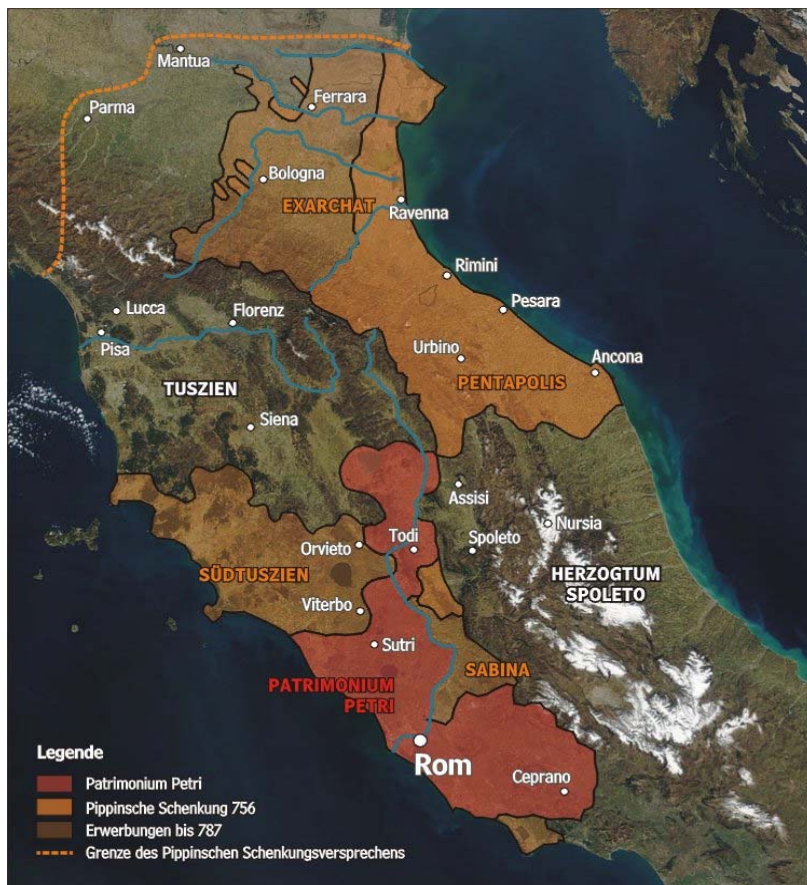 Mantua
Parma
Ferrara
Bologna
EXARCHAT
Ravenna
Rimini
Lucca
Florenz
Pesara
Pisa
Urbino
Ancona
PENTAPOLIS
TUSZIEN
Siena
Assisi
Nursia
Todi
Orvieto
Spoleto
SÜDTUSZIEN
HERZOGTUM
SPOLETO
Viterbo
Sutri
SABINA
PATRIMONIUM
PETRI
Rom
Ceprano
Legende
Patrimonium Petri
Pippinsche Schenkung 756
Erwerbungen bis 787
Grenze des Pippinschen Schenkungsversprechens